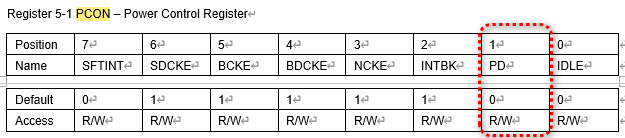 Register 5-1 PCON – Power Control Register↵
Position 7↵ 6↵ 5↵ 4↵ 3↵ 2↵ 1↵ 0↵
Name SFTINT↵ SDCKE↵ BCKE↵ BDCKE↵ NCKE↵ INTBK↵ PD↵ IDLE↵
Default 0↵ 1↵ 1↵ 1↵ 1↵ 1↵ 0↵ 0↵
Access R/W↵ R/W↵ R/W↵ R/W↵ R/W↵ R/W↵ R/W↵ R/W↵